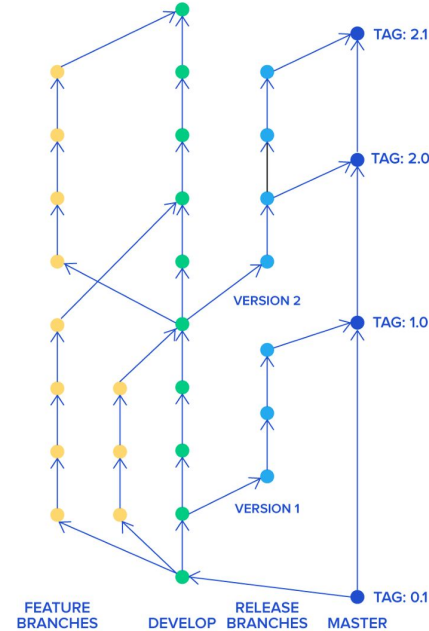 TAG: 2.1
TAG: 2.0
VERSION 2
TAG: 1.0
VERSION 1
TAG: 0.1
FEATURE
BRANCHES
DEVELOP
RELEASE
BRANCHES
MASTER